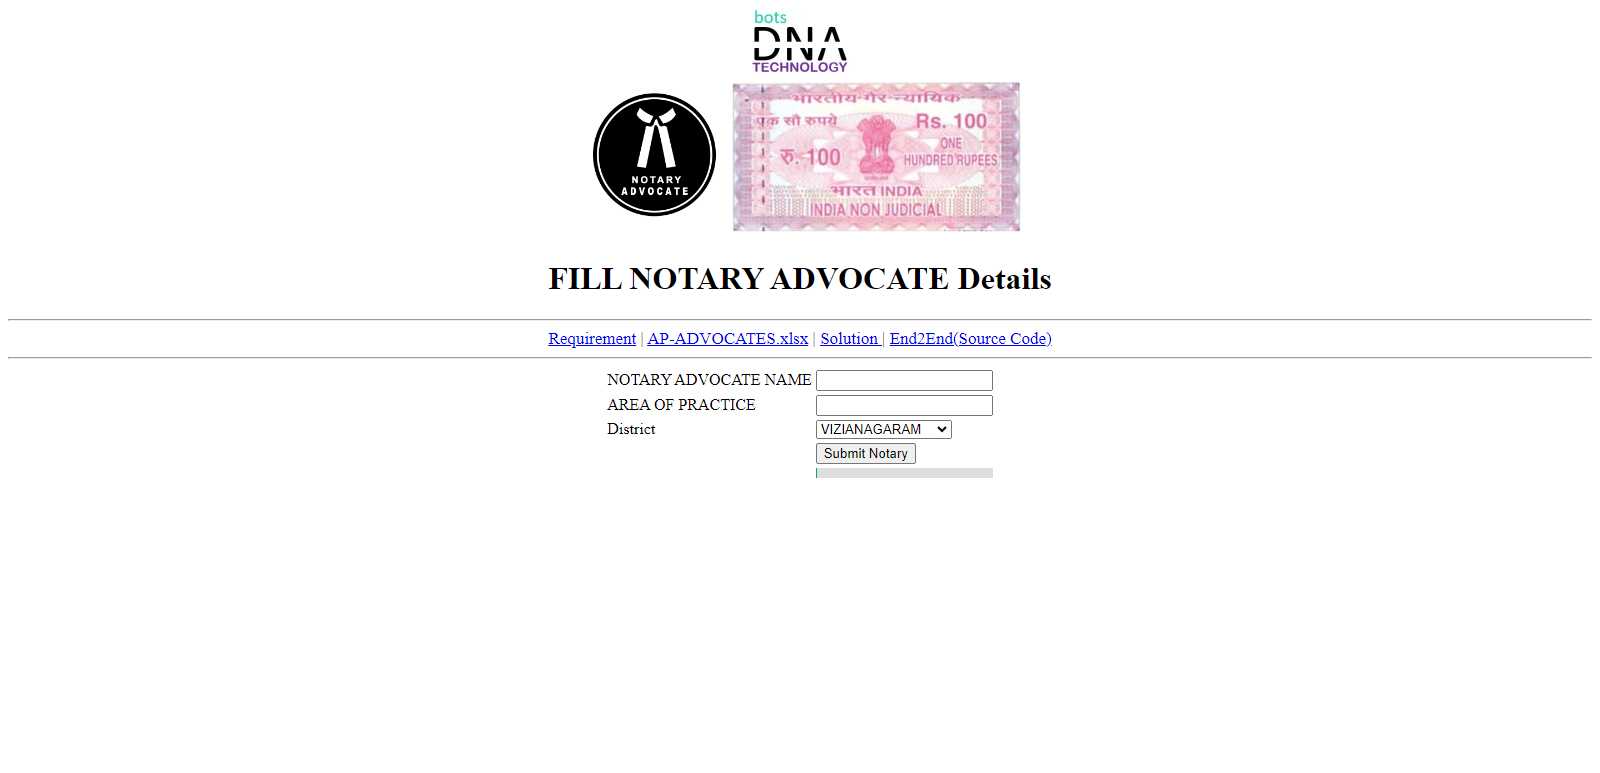 bots
DNA
TECHNOLOGY
NOTARY
ADVOCATE
भारतीय गैर न्यायिक
एक सौ रुपये
Rs. 100
रु. 100
ONE
HUNDRED RUPEES
भारत INDIA
INDIA NON JUDICIAL
FILL NOTARY ADVOCATE Details
Requirement | AP-ADVOCATES.xlsx | Solution | End2End(Source Code)
NOTARY ADVOCATE NAME
AREA OF PRACTICE
District VIZIANAGARAM
Submit Notary